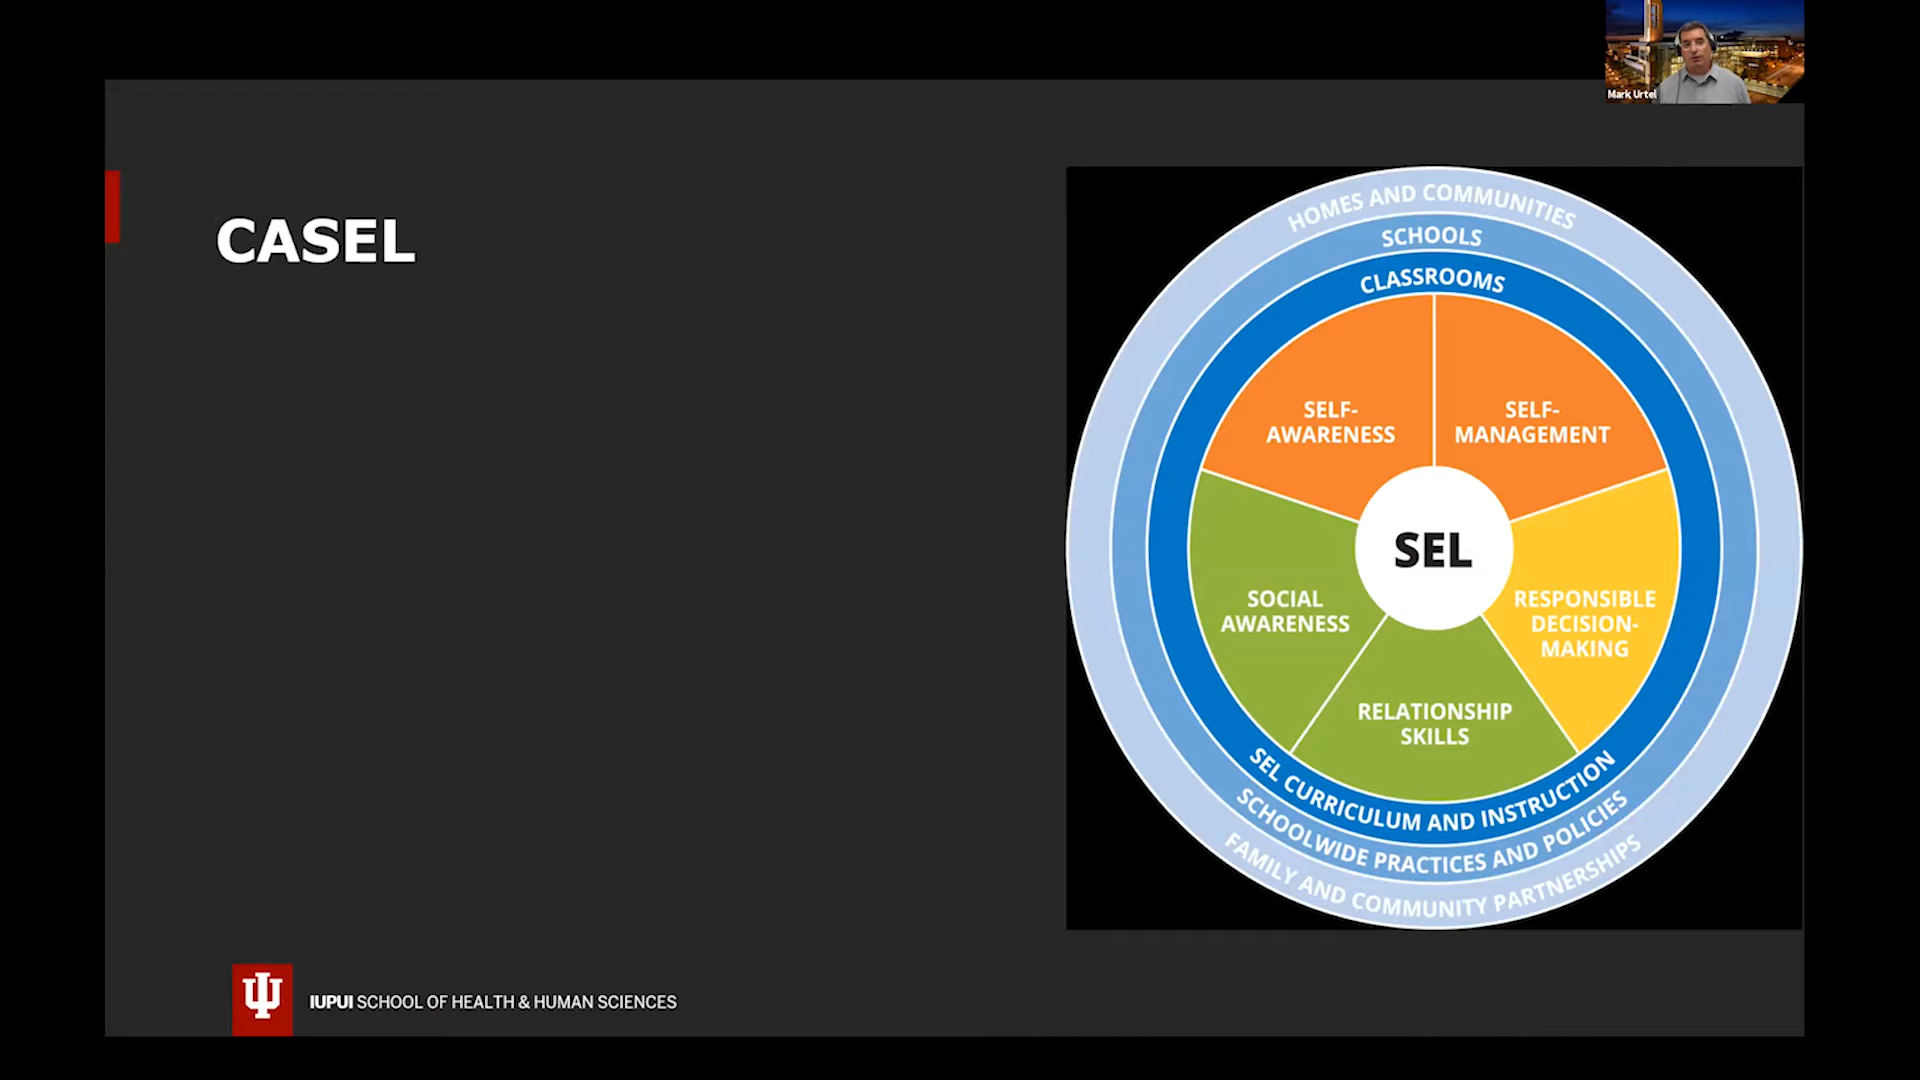 Mark Urtel
CASEL
HOMES AND COMMUNITIES
SCHOOLS
CLASSROOMS
SELF-
AWARENESS
SELF-
MANAGEMENT
SEL
SOCIAL
AWARENESS
RESPONSIBLE
DECISION-
MAKING
RELATIONSHIP
SKILLS
SEL CURRICULUM AND INSTRUCTION
SCHOOLWIDE PRACTICES AND POLICIES
FAMILY AND COMMUNITY PARTNERSHIPS
IUPUI SCHOOL OF HEALTH & HUMAN SCIENCES